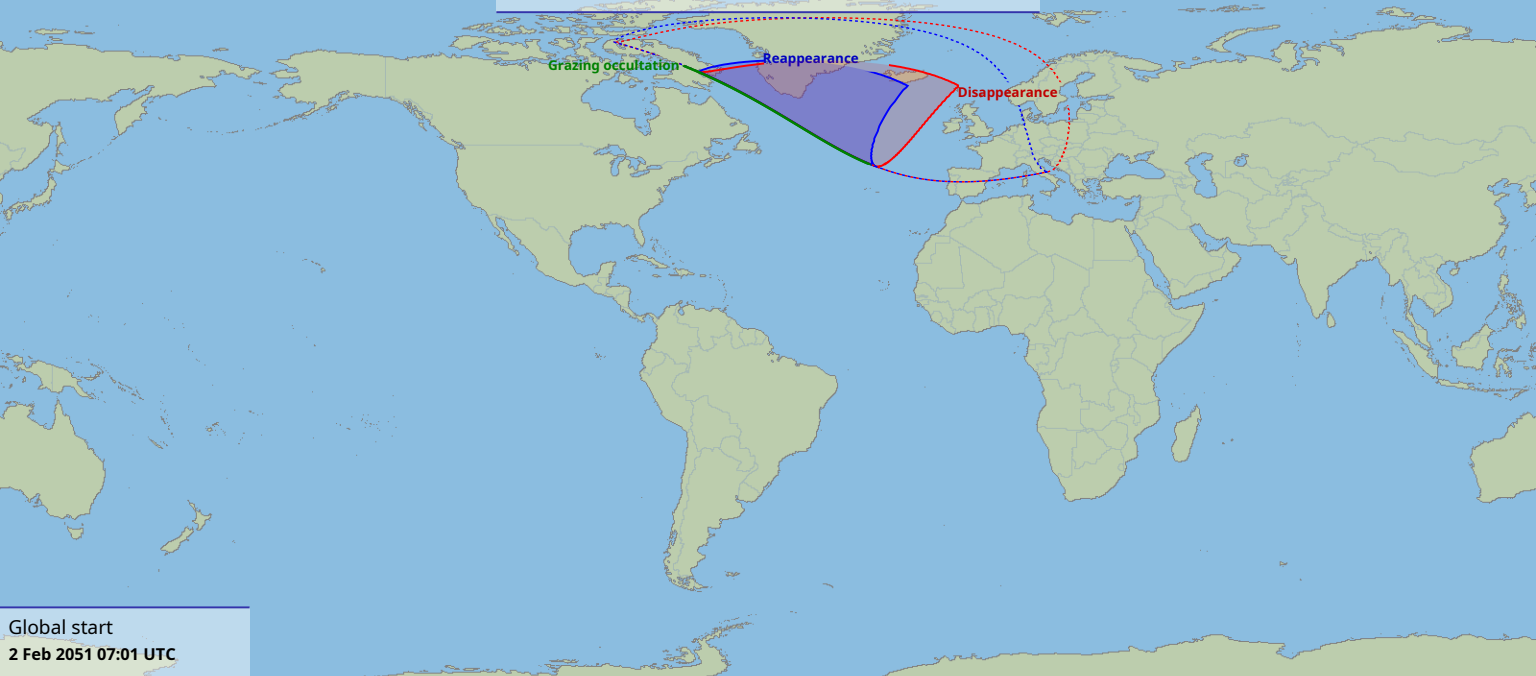 Reappearance
Grazing occultation
Disappearance
Global start
2 Feb 2051 07:01 UTC